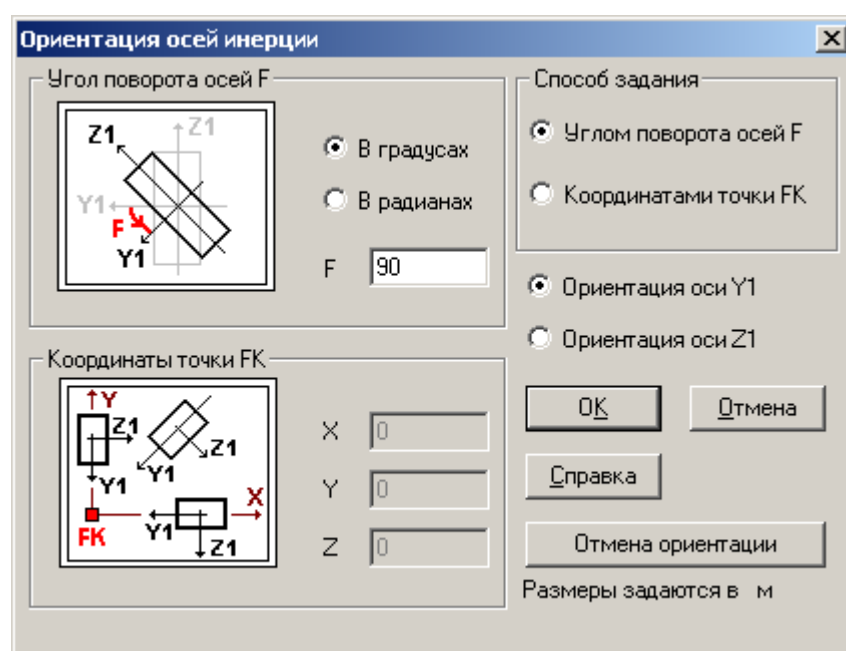 Ориентация осей инерции
Угол поворота осей F
Z1
Z1
Y1
F
Y1
В градусах
В радианах
F 90
Способ задания
Углом поворота осей F
Координатами точки FK
Ориентация оси Y1
Ориентация оси Z1
Координаты точки FK
Y
Z1
Y1
Y1
Z1
X
FK
Y1
Z1
X 0
Y 0
Z 0
OK
Отмена
Справка
Отмена ориентации
Размеры задаются в м